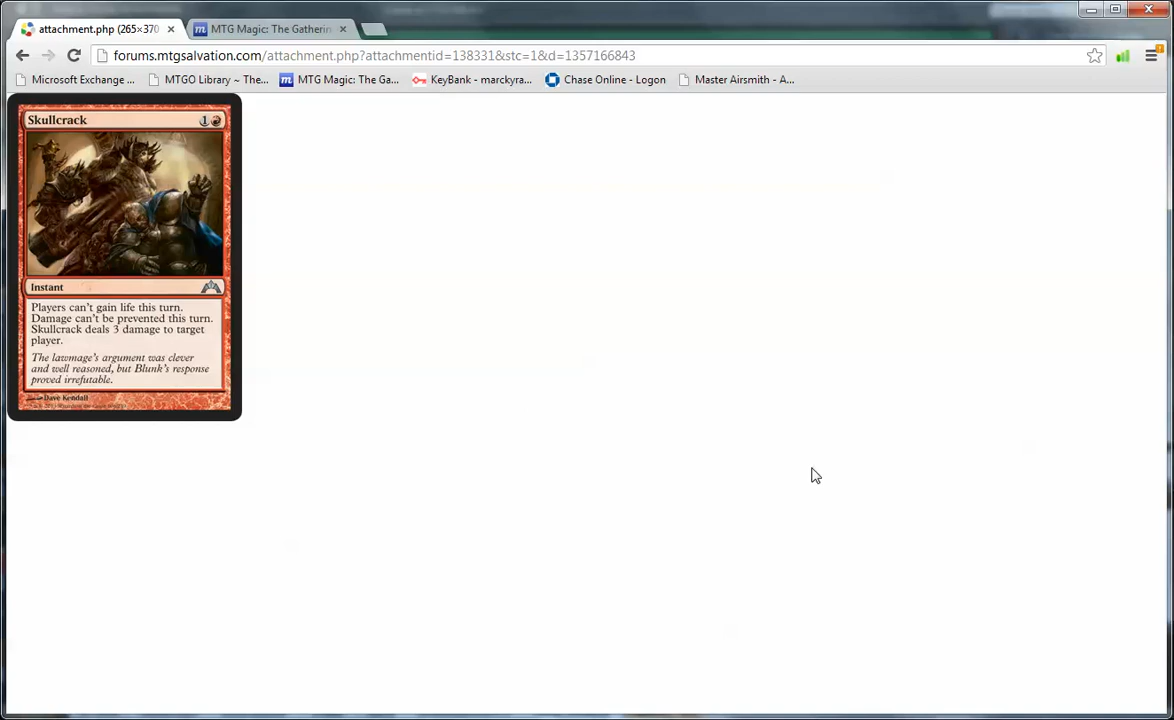 attachment.php (265×370
MTG Magic: The Gatherin
forums.mtgsalvation.com/attachment.php?attachmentid=138331&stc=1&d=1357166843
Microsoft Exchange ...
MTGO Library ~ The...
MTG Magic: The Ga...
KeyBank - marckyra...
Chase Online - Logon
Master Airsmith - A...
Skullcrack 1
Instant
Players can't gain life this turn.
Damage can't be prevented this turn.
Skullcrack deals 3 damage to target
player.
The lawmage's argument was clever
and well reasoned, but Blunk's response
proved irrefutable.
Dave Kendall